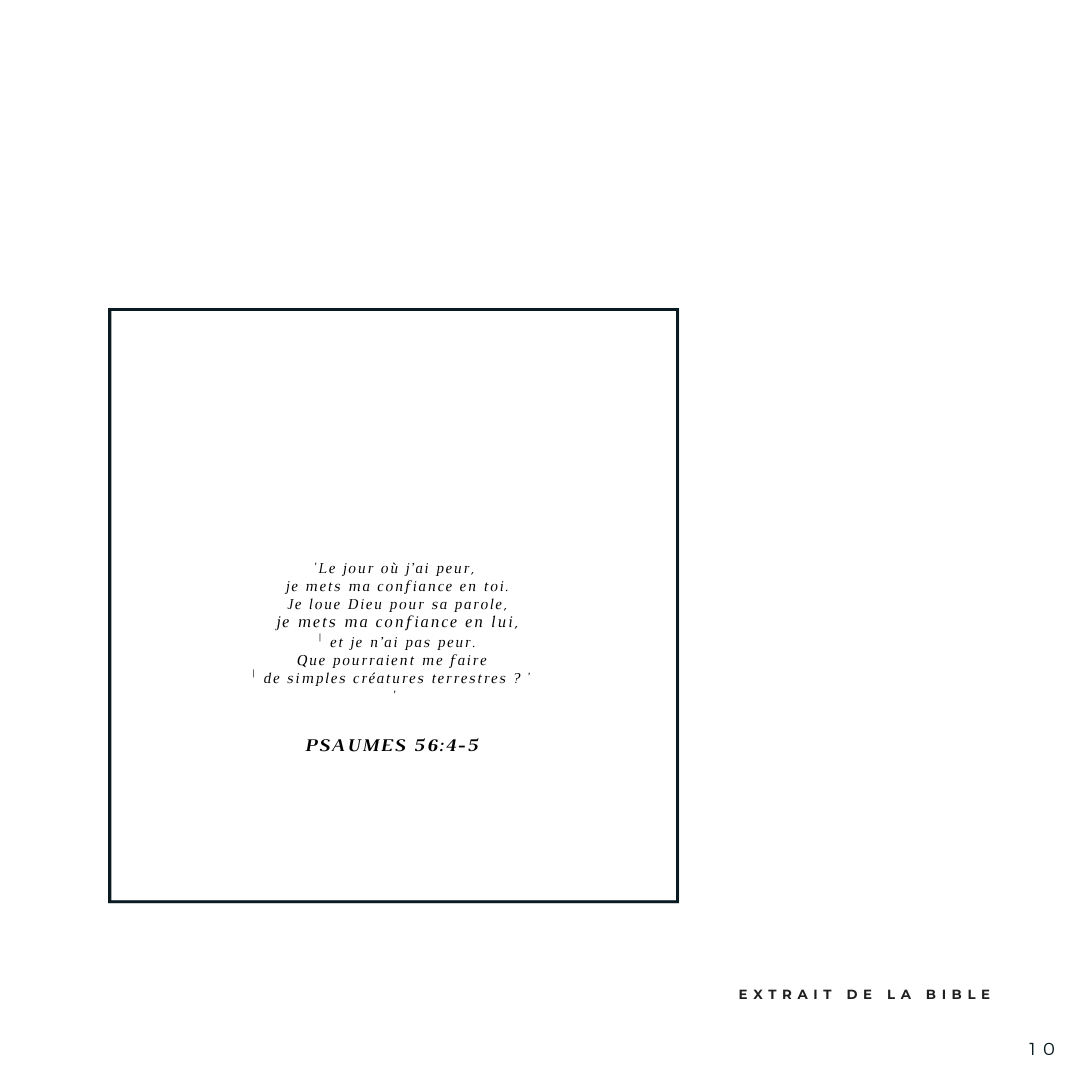 'Le jour où j'ai peur,
je mets ma confiance en toi.
Je loue Dieu pour sa parole,
je mets ma confiance en lui,
| et je n'ai pas peur.
Que pourraient me faire
| de simples créatures terrestres ? '
'
PSAUMES 56:4-5
EXTRAIT DE LA BIBLE
10